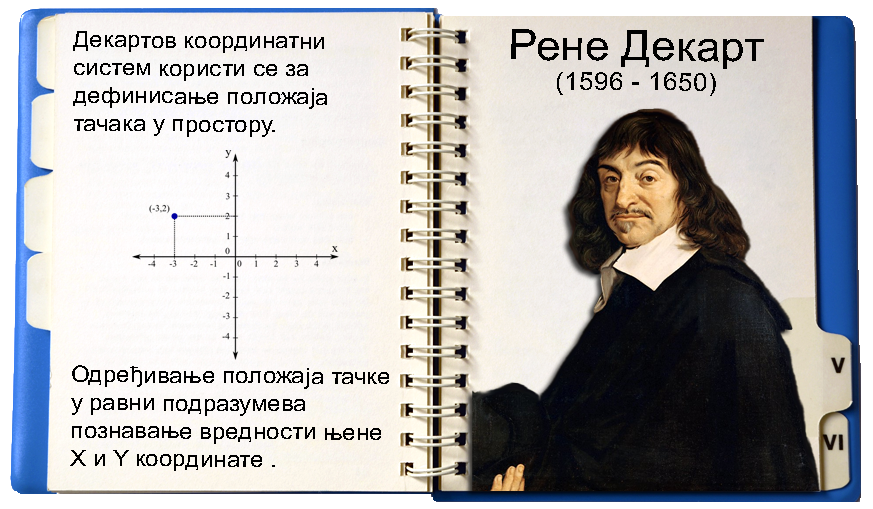 Декартов координатни
систем користи се за
дефинисање положаја
тачака у простору.
y
4
3
(-3,2)
2
1
0
x
-4 -3 -2 -1 0 1 2 3 4
-1
-2
-3
-4
Одређивање положаја тачке
у равни подразумева
познавање вредности њене
X и Y координате .
Рене Декарт
(1596 - 1650)
V
VI